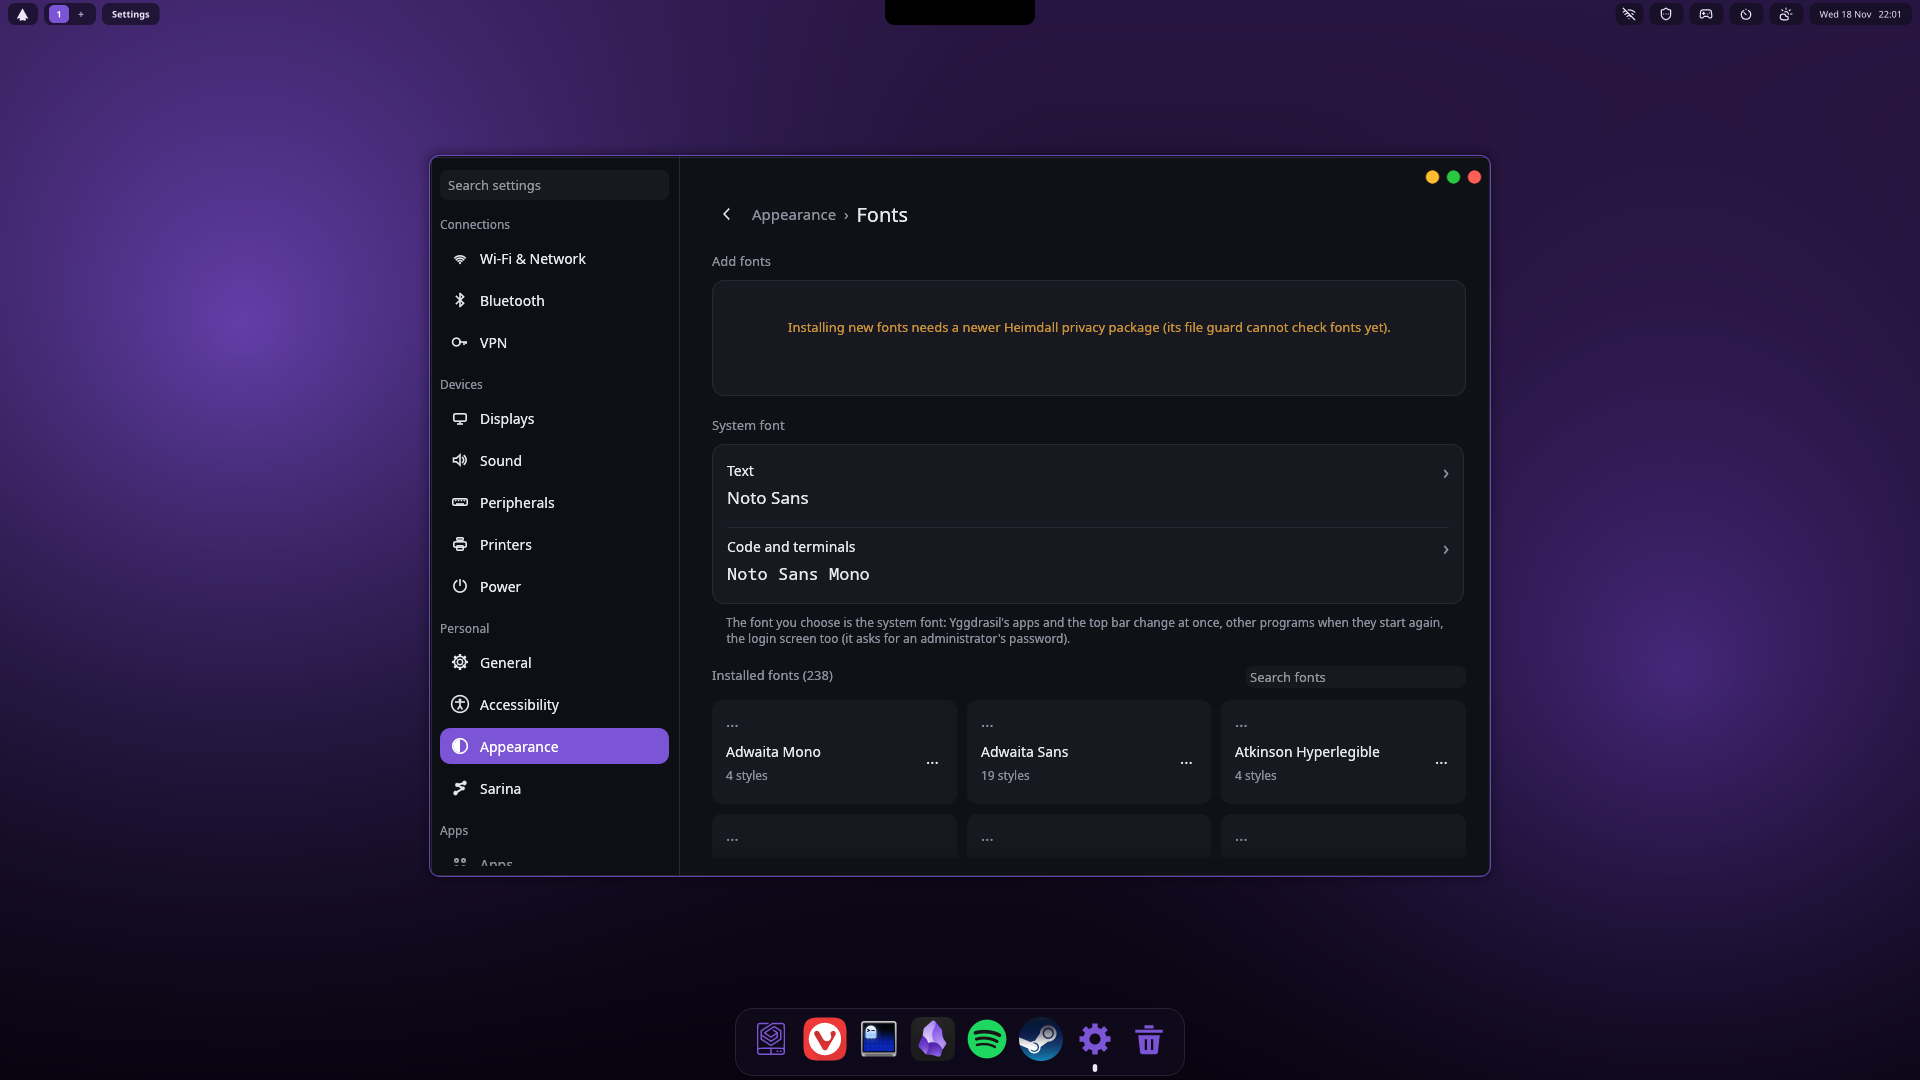 1
+
Settings
Wed 18 Nov 22:01
Search settings
Connections
Wi-Fi & Network
Bluetooth
VPN
Devices
Displays
Sound
Peripherals
Printers
Power
Personal
General
Accessibility
Appearance
Sarina
Apps
Apps
Appearance › Fonts
Add fonts
Installing new fonts needs a newer Heimdall privacy package (its file guard cannot check fonts yet).
System font
Text
Noto Sans
Code and terminals
Noto Sans Mono
The font you choose is the system font: Yggdrasil's apps and the top bar change at once, other programs when they start again,
the login screen too (it asks for an administrator's password).
Installed fonts (238)
Search fonts
...
Adwaita Mono
...
4 styles
...
Adwaita Sans
...
19 styles
...
Atkinson Hyperlegible
...
4 styles
...
...
...